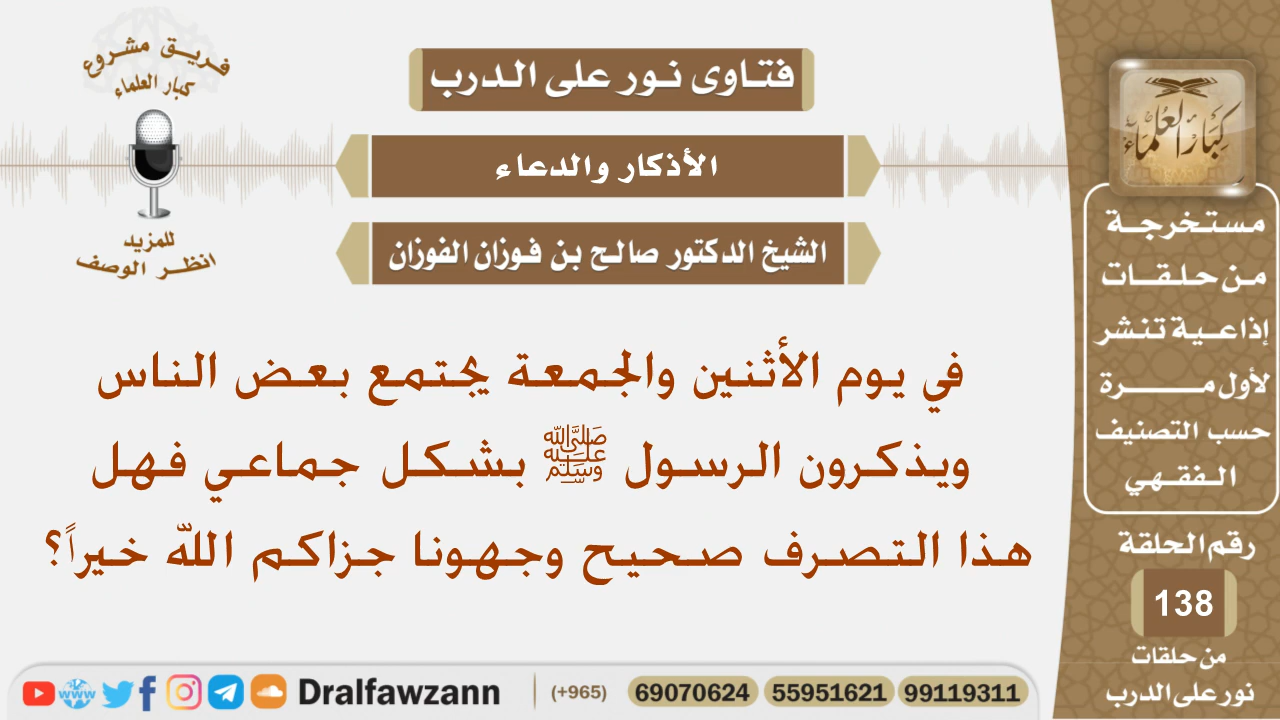 فريق مشروع
كبار العلماء
للمزيد
انظر الوصف
فتاوى نور على الدرب
الأذكار والدعاء
الشيخ الدكتور صالح بن فوزان الفوزان
في يوم الأثنين والجمعة يجتمع بعض الناس
ويذكرون الرسول ﷺ بشكل جماعي فهل
هذا التصرف صحيح وجهونا جزاكم الله خيراً؟
كبار العلماء
مستخرجة
من حلقات
إذاعية تنشر
لأول مرة
حسب التصنيف
الفقهي
رقم الحلقة
138
من حلقات
نور على الدرب
www
Dralfawzann
(+965)
69070624
55951621
99119311